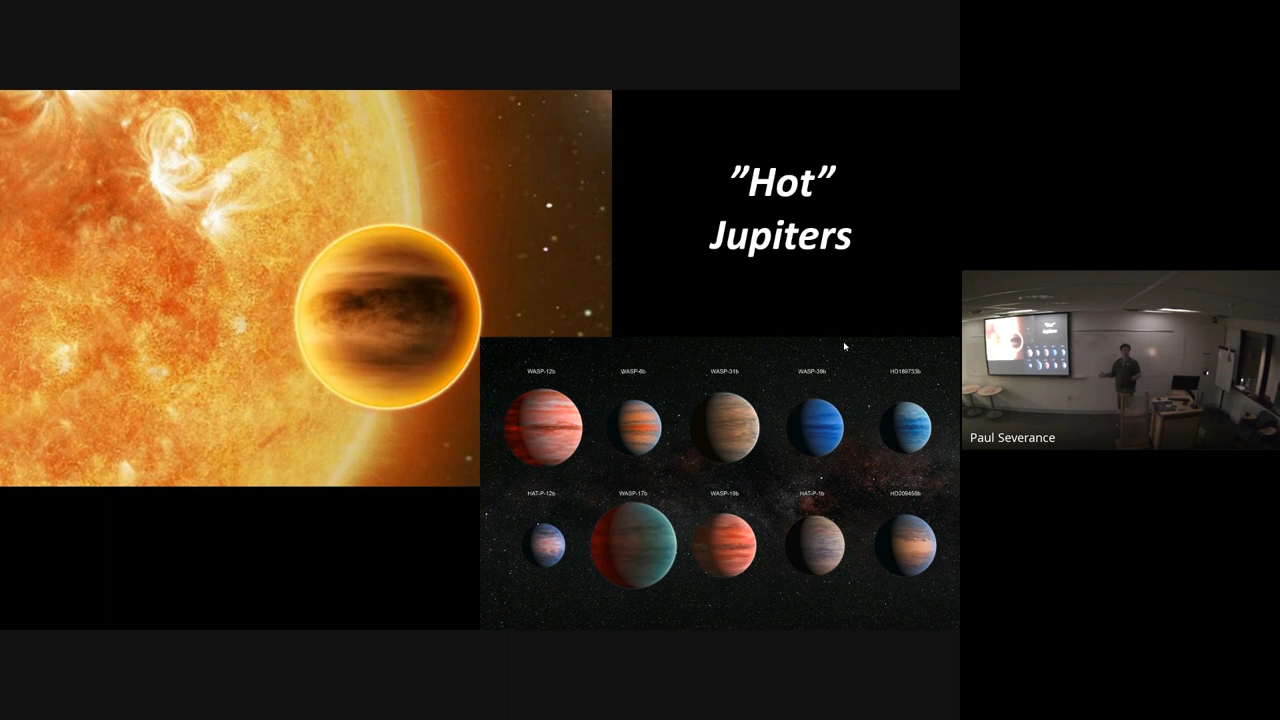 ”Hot”
Jupiters
WASP-12b WASP-6b WASP-31b WASP-39b HD189733b
HAT-P-12b WASP-17b WASP-19b HAT-P-1b HD209458b
Paul Severance